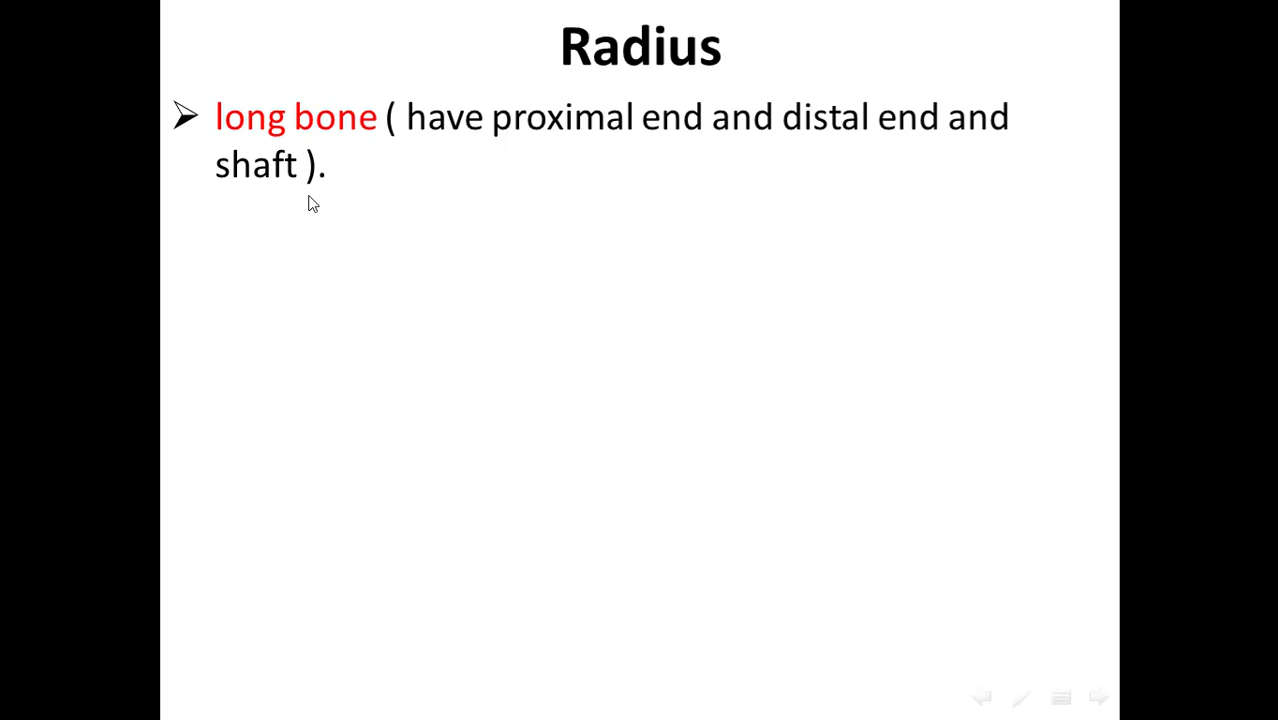 Radius
➢ long bone ( have proximal end and distal end and
shaft ).